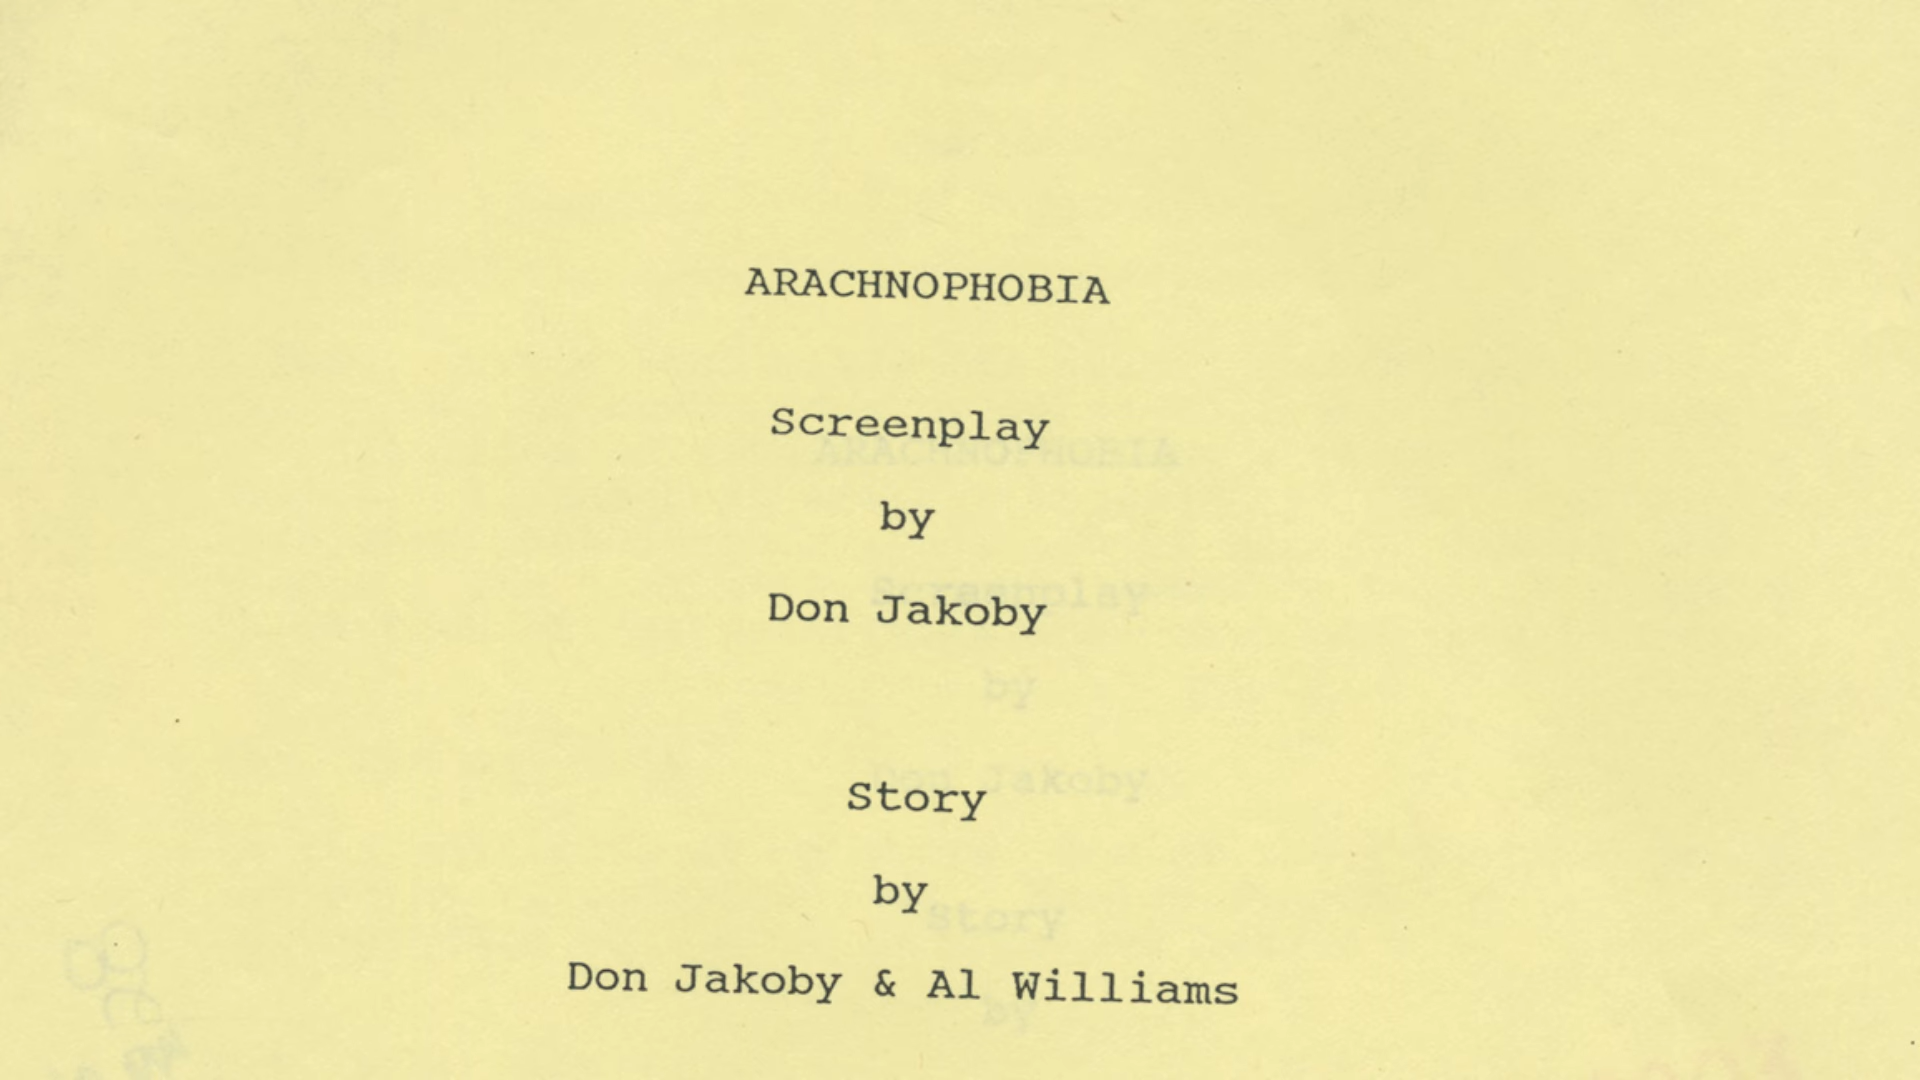 ARACHNOPHOBIA
Screenplay
by
Don Jakoby
Story
by
Don Jakoby & Al Williams